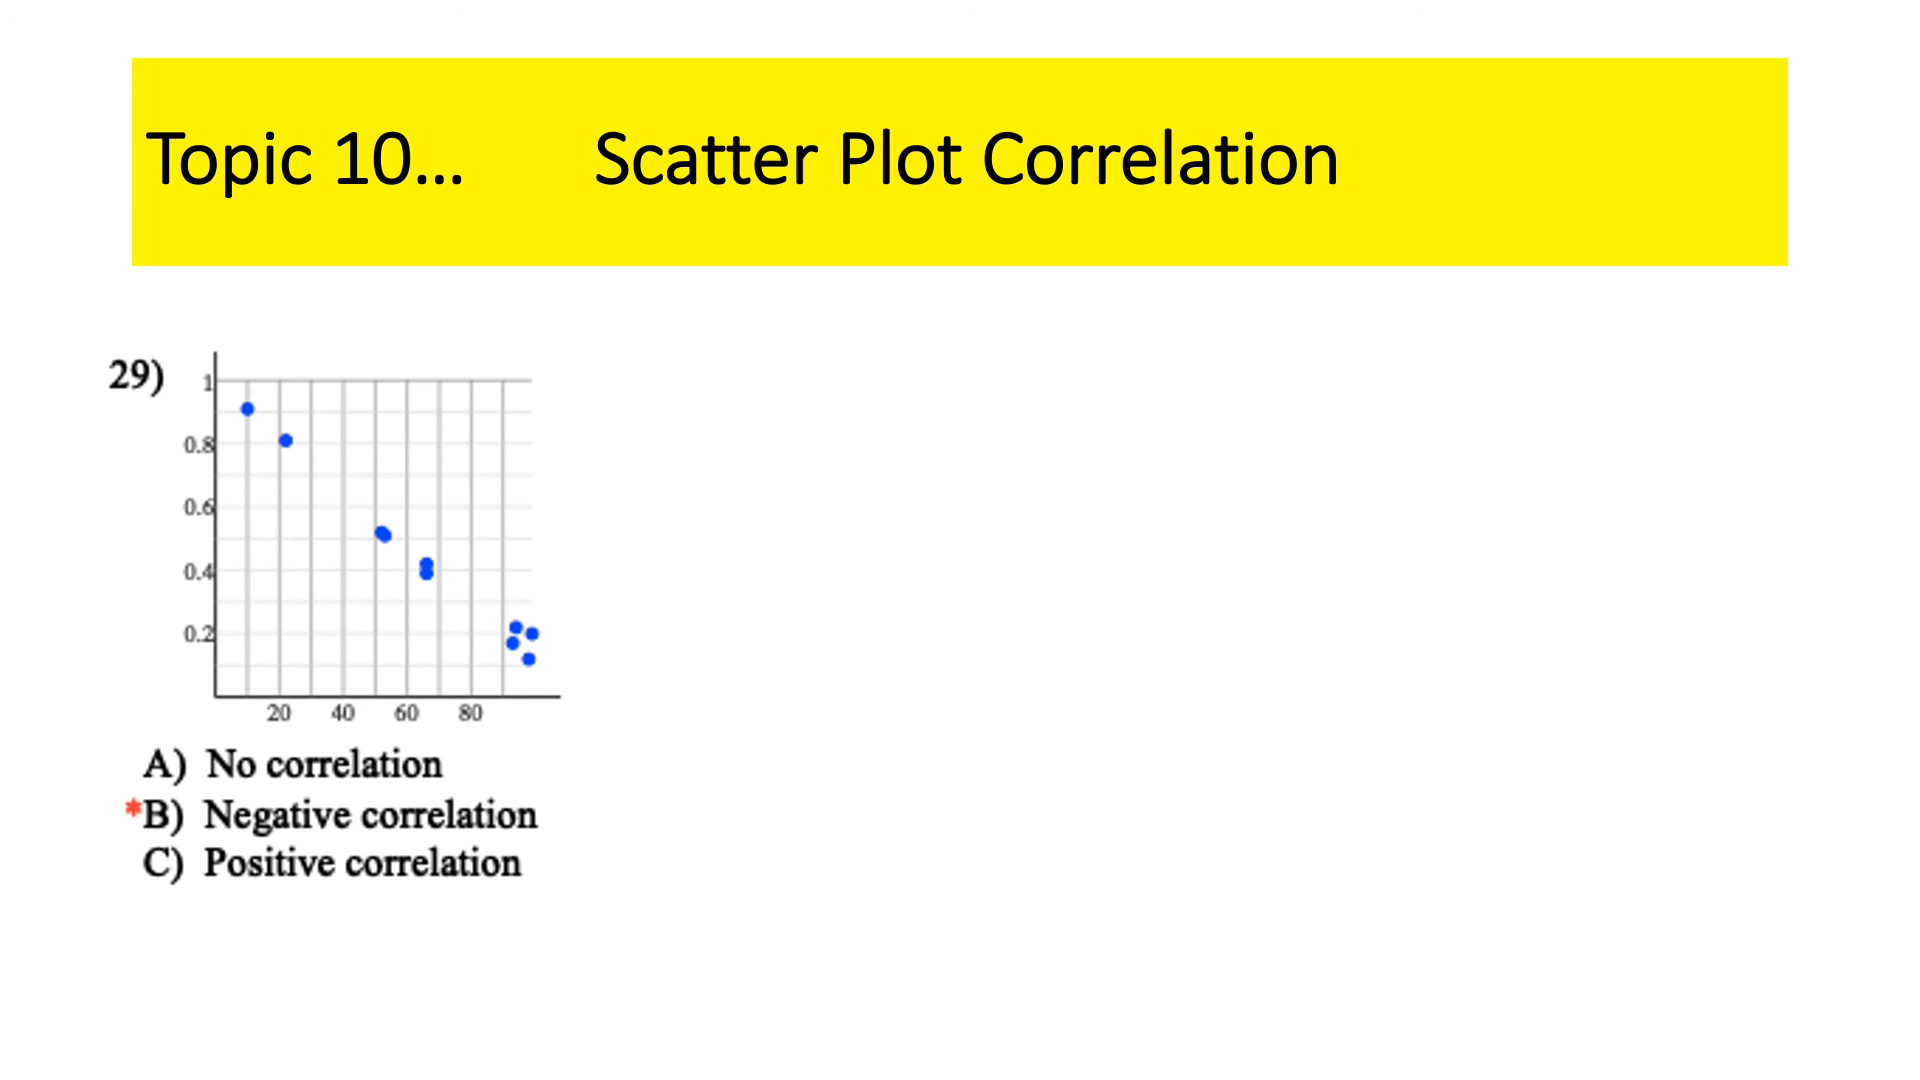 Topic 10... Scatter Plot Correlation
29)
1
0.8
0.6
0.4
0.2
20 40 60 80
A) No correlation
*B) Negative correlation
C) Positive correlation